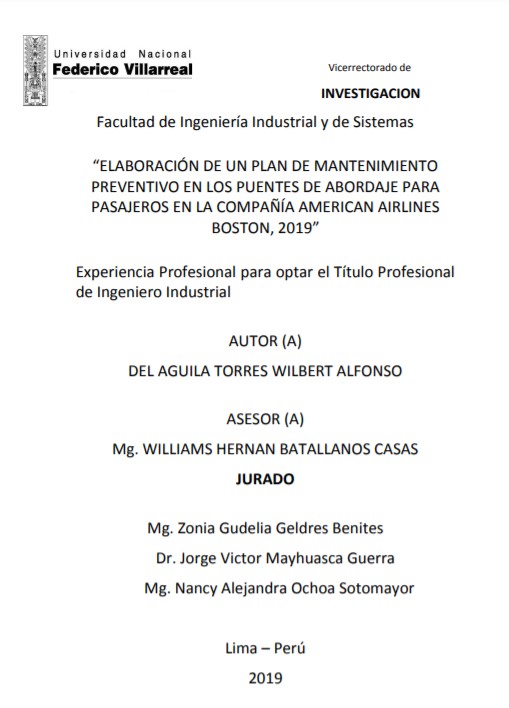 Universidad Nacional
Federico Villarreal
Vicerrectorado de
INVESTIGACION
Facultad de Ingeniería Industrial y de Sistemas
“ELABORACIÓN DE UN PLAN DE MANTENIMIENTO
PREVENTIVO EN LOS PUENTES DE ABORDAJE PARA
PASAJEROS EN LA COMPAÑÍA AMERICAN AIRLINES
BOSTON, 2019”
Experiencia Profesional para optar el Título Profesional
de Ingeniero Industrial
AUTOR (A)
DEL AGUILA TORRES WILBERT ALFONSO
ASESOR (A)
Mg. WILLIAMS HERNAN BATALLANOS CASAS
JURADO
Mg. Zonia Gudelia Geldres Benites
Dr. Jorge Victor Mayhuasca Guerra
Mg. Nancy Alejandra Ochoa Sotomayor
Lima – Perú
2019